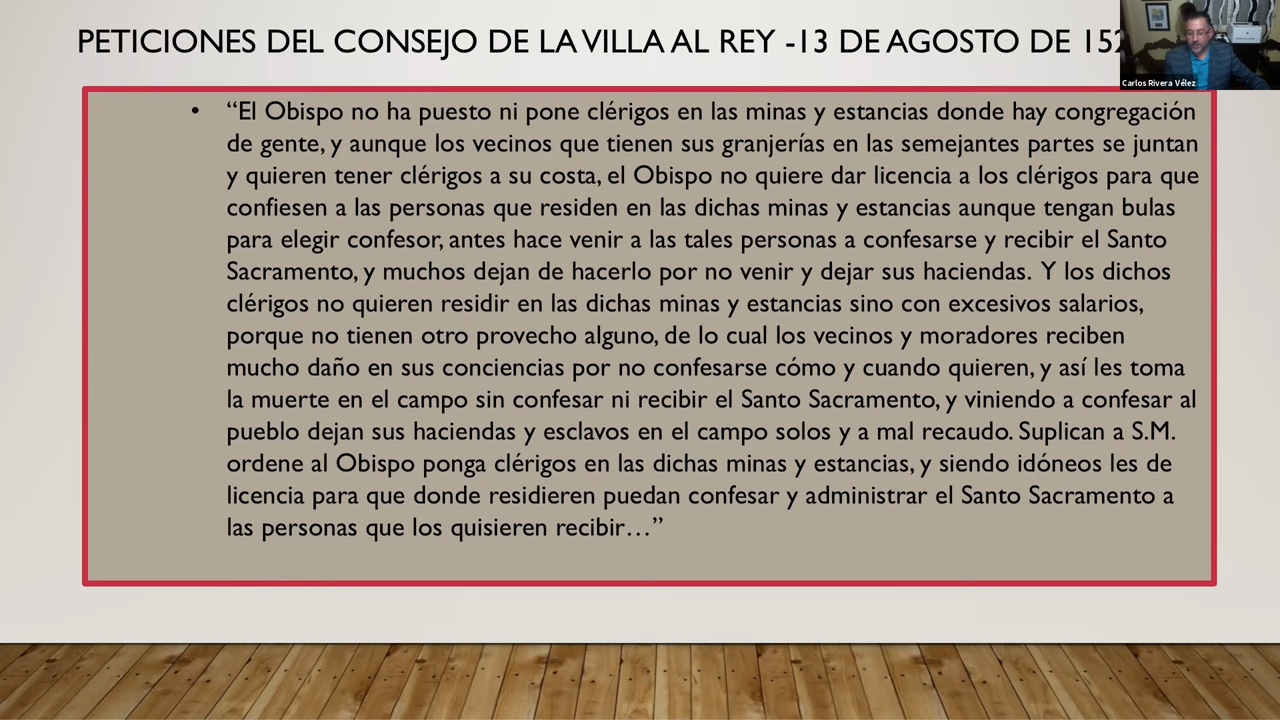 PETICIONES DEL CONSEJO DE LA VILLA AL REY -13 DE AGOSTO DE
Carlos Rivera Vélez
• “El Obispo no ha puesto ni pone clérigos en las minas y estancias donde hay congregación
de gente, y aunque los vecinos que tienen sus granjerías en las semejantes partes se juntan
y quieren tener clérigos a su costa, el Obispo no quiere dar licencia a los clérigos para que
confiesen a las personas que residen en las dichas minas y estancias aunque tengan bulas
para elegir confesor, antes hace venir a las tales personas a confesarse y recibir el Santo
Sacramento, y muchos dejan de hacerlo por no venir y dejar sus haciendas. Y los dichos
clérigos no quieren residir en las dichas minas y estancias sino con excesivos salarios,
porque no tienen otro provecho alguno, de lo cual los vecinos y moradores reciben
mucho daño en sus conciencias por no confesarse cómo y cuando quieren, y así les toma
la muerte en el campo sin confesar ni recibir el Santo Sacramento, y viniendo a confesar al
pueblo dejan sus haciendas y esclavos en el campo solos y a mal recaudo. Suplican a S.M.
ordene al Obispo ponga clérigos en las dichas minas y estancias, y siendo idóneos les de
licencia para que donde residieren puedan confesar y administrar el Santo Sacramento a
las personas que los quisieren recibir…”